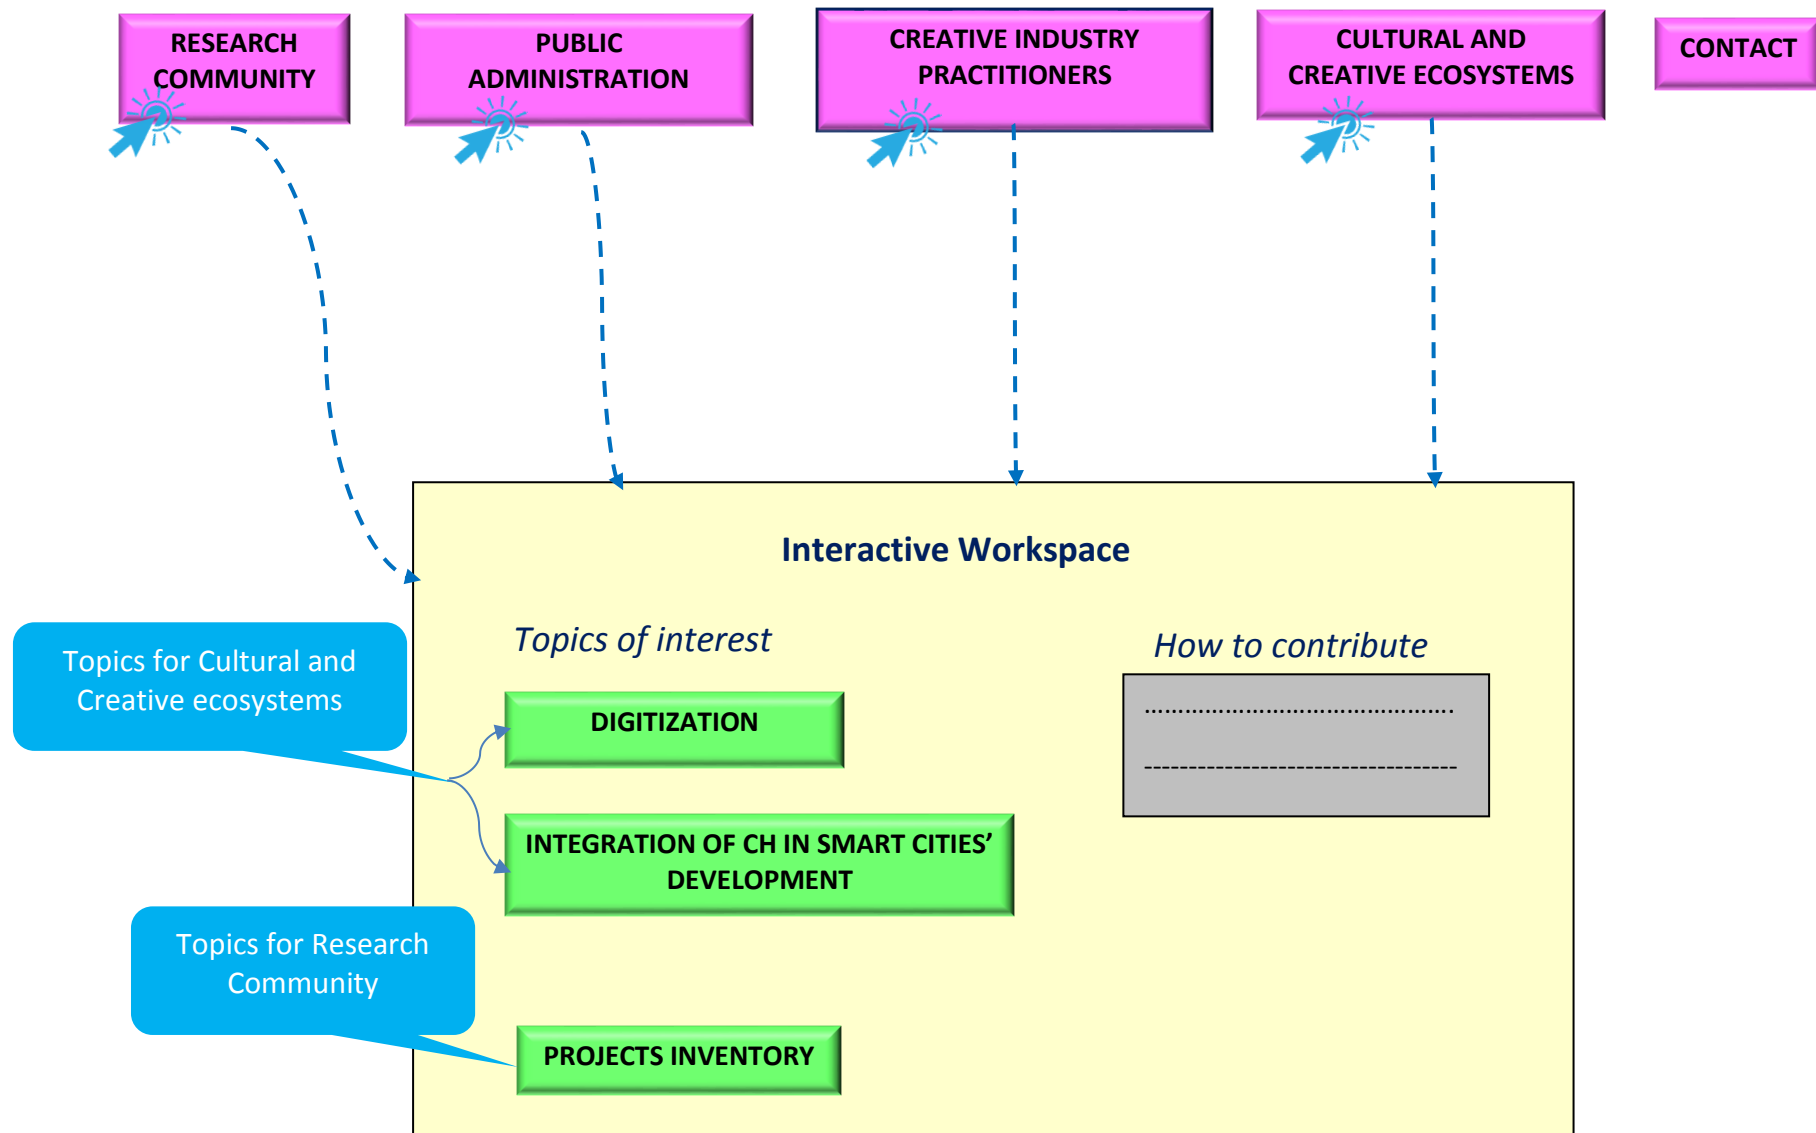 RESEARCH
COMMUNITY
PUBLIC
ADMINISTRATION
CREATIVE INDUSTRY
PRACTITIONERS
CULTURAL AND
CREATIVE ECOSYSTEMS
CONTACT
Interactive Workspace
Topics of interest
How to contribute
Topics for Cultural and
Creative ecosystems
DIGITIZATION
INTEGRATION OF CH IN SMART CITIES’
DEVELOPMENT
Topics for Research
Community
PROJECTS INVENTORY